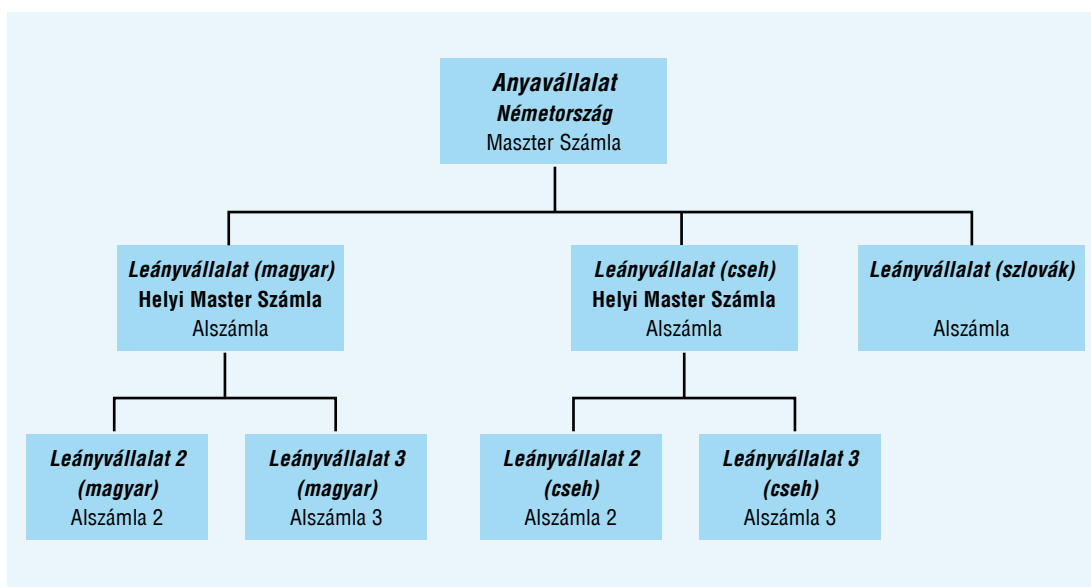 Anyavállalat
Németország
Maszter Számla
Leányvállalat (magyar)
Helyi Master Számla
Alszámla
Leányvállalat (cseh)
Helyi Master Számla
Alszámla
Leányvállalat (szlovák)
Alszámla
Leányvállalat 2
(magyar)
Alszámla 2
Leányvállalat 3
(magyar)
Alszámla 3
Leányvállalat 2
(cseh)
Alszámla 2
Leányvállalat 3
(cseh)
Alszámla 3